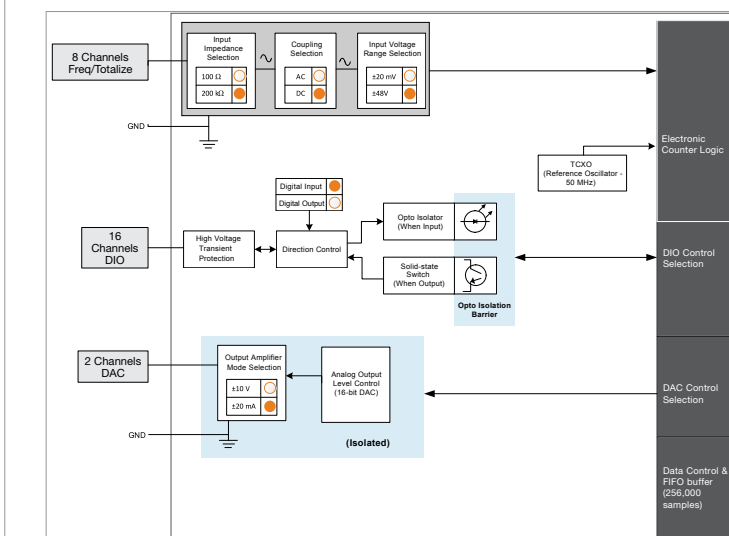 8 Channels
Freq/Totalize
Input
Impedance
Selection
100 Ω
200 kΩ
Coupling
Selection
AC
DC
Input Voltage
Range Selection
±20 mV
±48V
GND
Electronic
Counter Logic
TCXO
(Reference Oscillator -
50 MHz)
Digital Input
Digital Output
16
Channels
DIO
High Voltage
Transient
Protection
Direction Control
Opto Isolator
(When Input)
Solid-state
Switch
(When Output)
Opto Isolation
Barrier
DIO Control
Selection
2 Channels
DAC
Output Amplifier
Mode Selection
±10 V
±20 mA
Analog Output
Level Control
(16-bit DAC)
GND
(Isolated)
DAC Control
Selection
Data Control &
FIFO buffer
(256,000
samples)